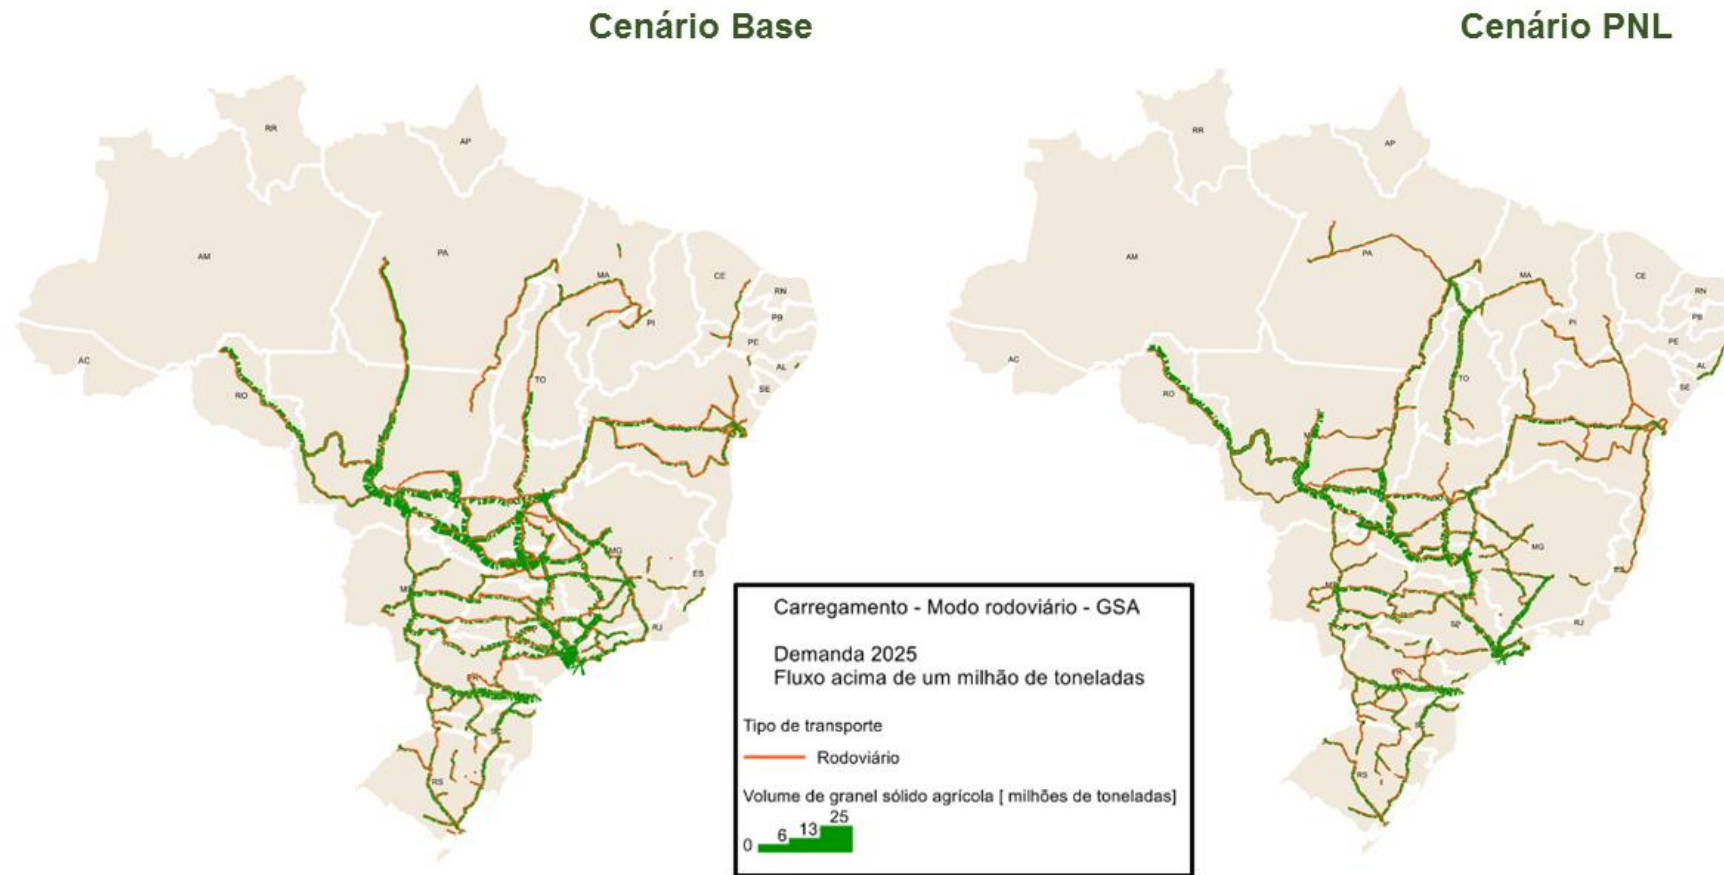 Cenário Base
Cenário PNL
RR
AP
AM
PA
MA
CE
RN
PB
PI
PE
AL
SE
AC
TO
RO
MG
ES
RJ
RS
RR
AP
AM
PA
MA
CE
RN
PB
PI
PE
AL
SE
AC
TO
RO
MG
ES
SP
RJ
RS
Carregamento - Modo rodoviário - GSA
Demanda 2025
Fluxo acima de um milhão de toneladas
Tipo de transporte
Rodoviário
Volume de granel sólido agrícola [ milhões de toneladas]
0 6 13 25